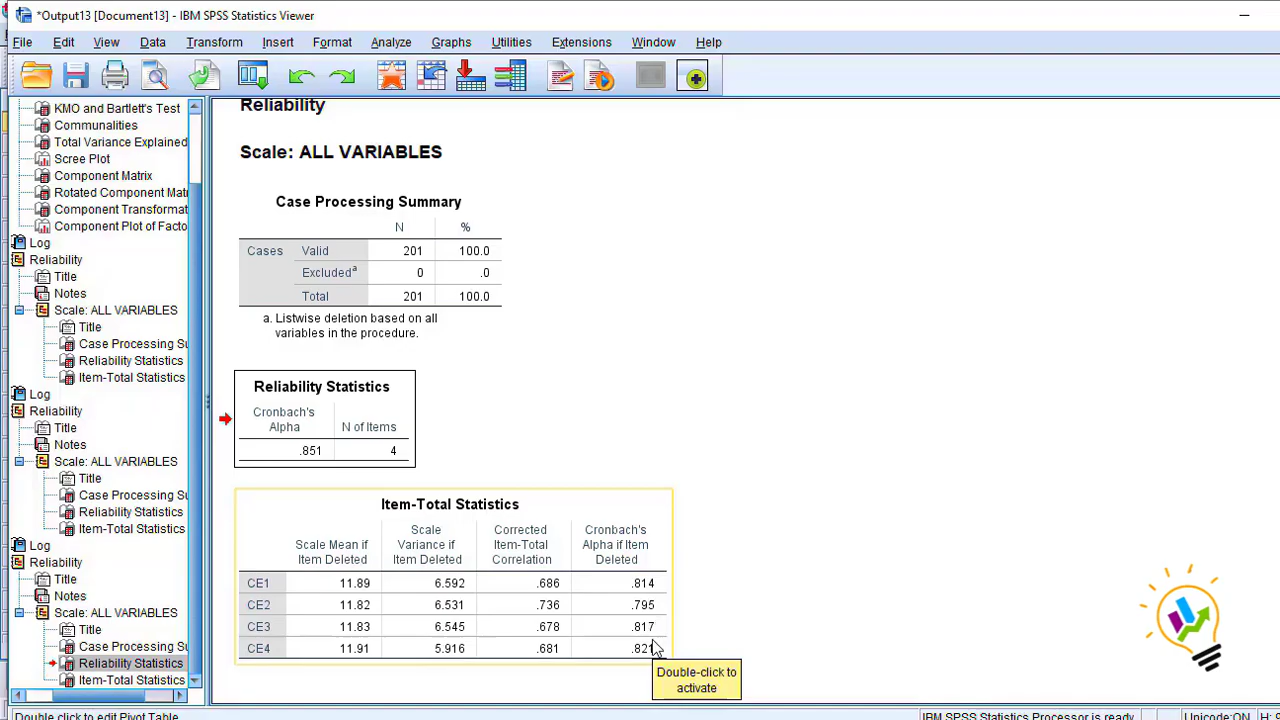 *Output13 [Document13] - IBM SPSS Statistics Viewer
File Edit View Data Transform Insert Format Analyze Graphs Utilities Extensions Window Help
KMO and Bartlett's Test
Communalities
Total Variance Explained
Scree Plot
Component Matrix
Rotated Component Matr
Component Transformat
Component Plot of Facto
Log
Reliability
Title
Notes
Scale: ALL VARIABLES
Title
Case Processing Su
Reliability Statistics
Item-Total Statistics
Log
Reliability
Title
Notes
Scale: ALL VARIABLES
Title
Case Processing Su
Reliability Statistics
Item-Total Statistics
Log
Reliability
Title
Notes
Scale: ALL VARIABLES
Title
Case Processing Su
Reliability Statistics
Item-Total Statistics
Reliability
Scale: ALL VARIABLES
Case Processing Summary
N %
Cases Valid 201 100.0
Excludedᵃ 0 .0
Total 201 100.0
a. Listwise deletion based on all
variables in the procedure.
Reliability Statistics
Cronbach's
Alpha N of Items
.851 4
Item-Total Statistics
Scale Mean if
Item Deleted
Scale
Variance if
Item Deleted
Corrected
Item-Total
Correlation
Cronbach's
Alpha if Item
Deleted
CE1 11.89 6.592 .686 .814
CE2 11.82 6.531 .736 .795
CE3 11.83 6.545 .678 .817
CE4 11.91 5.916 .681 .821
Double-click to
activate
Double click to edit Pivot Table
IBM SPSS Statistics Processor is ready Unicode:ON